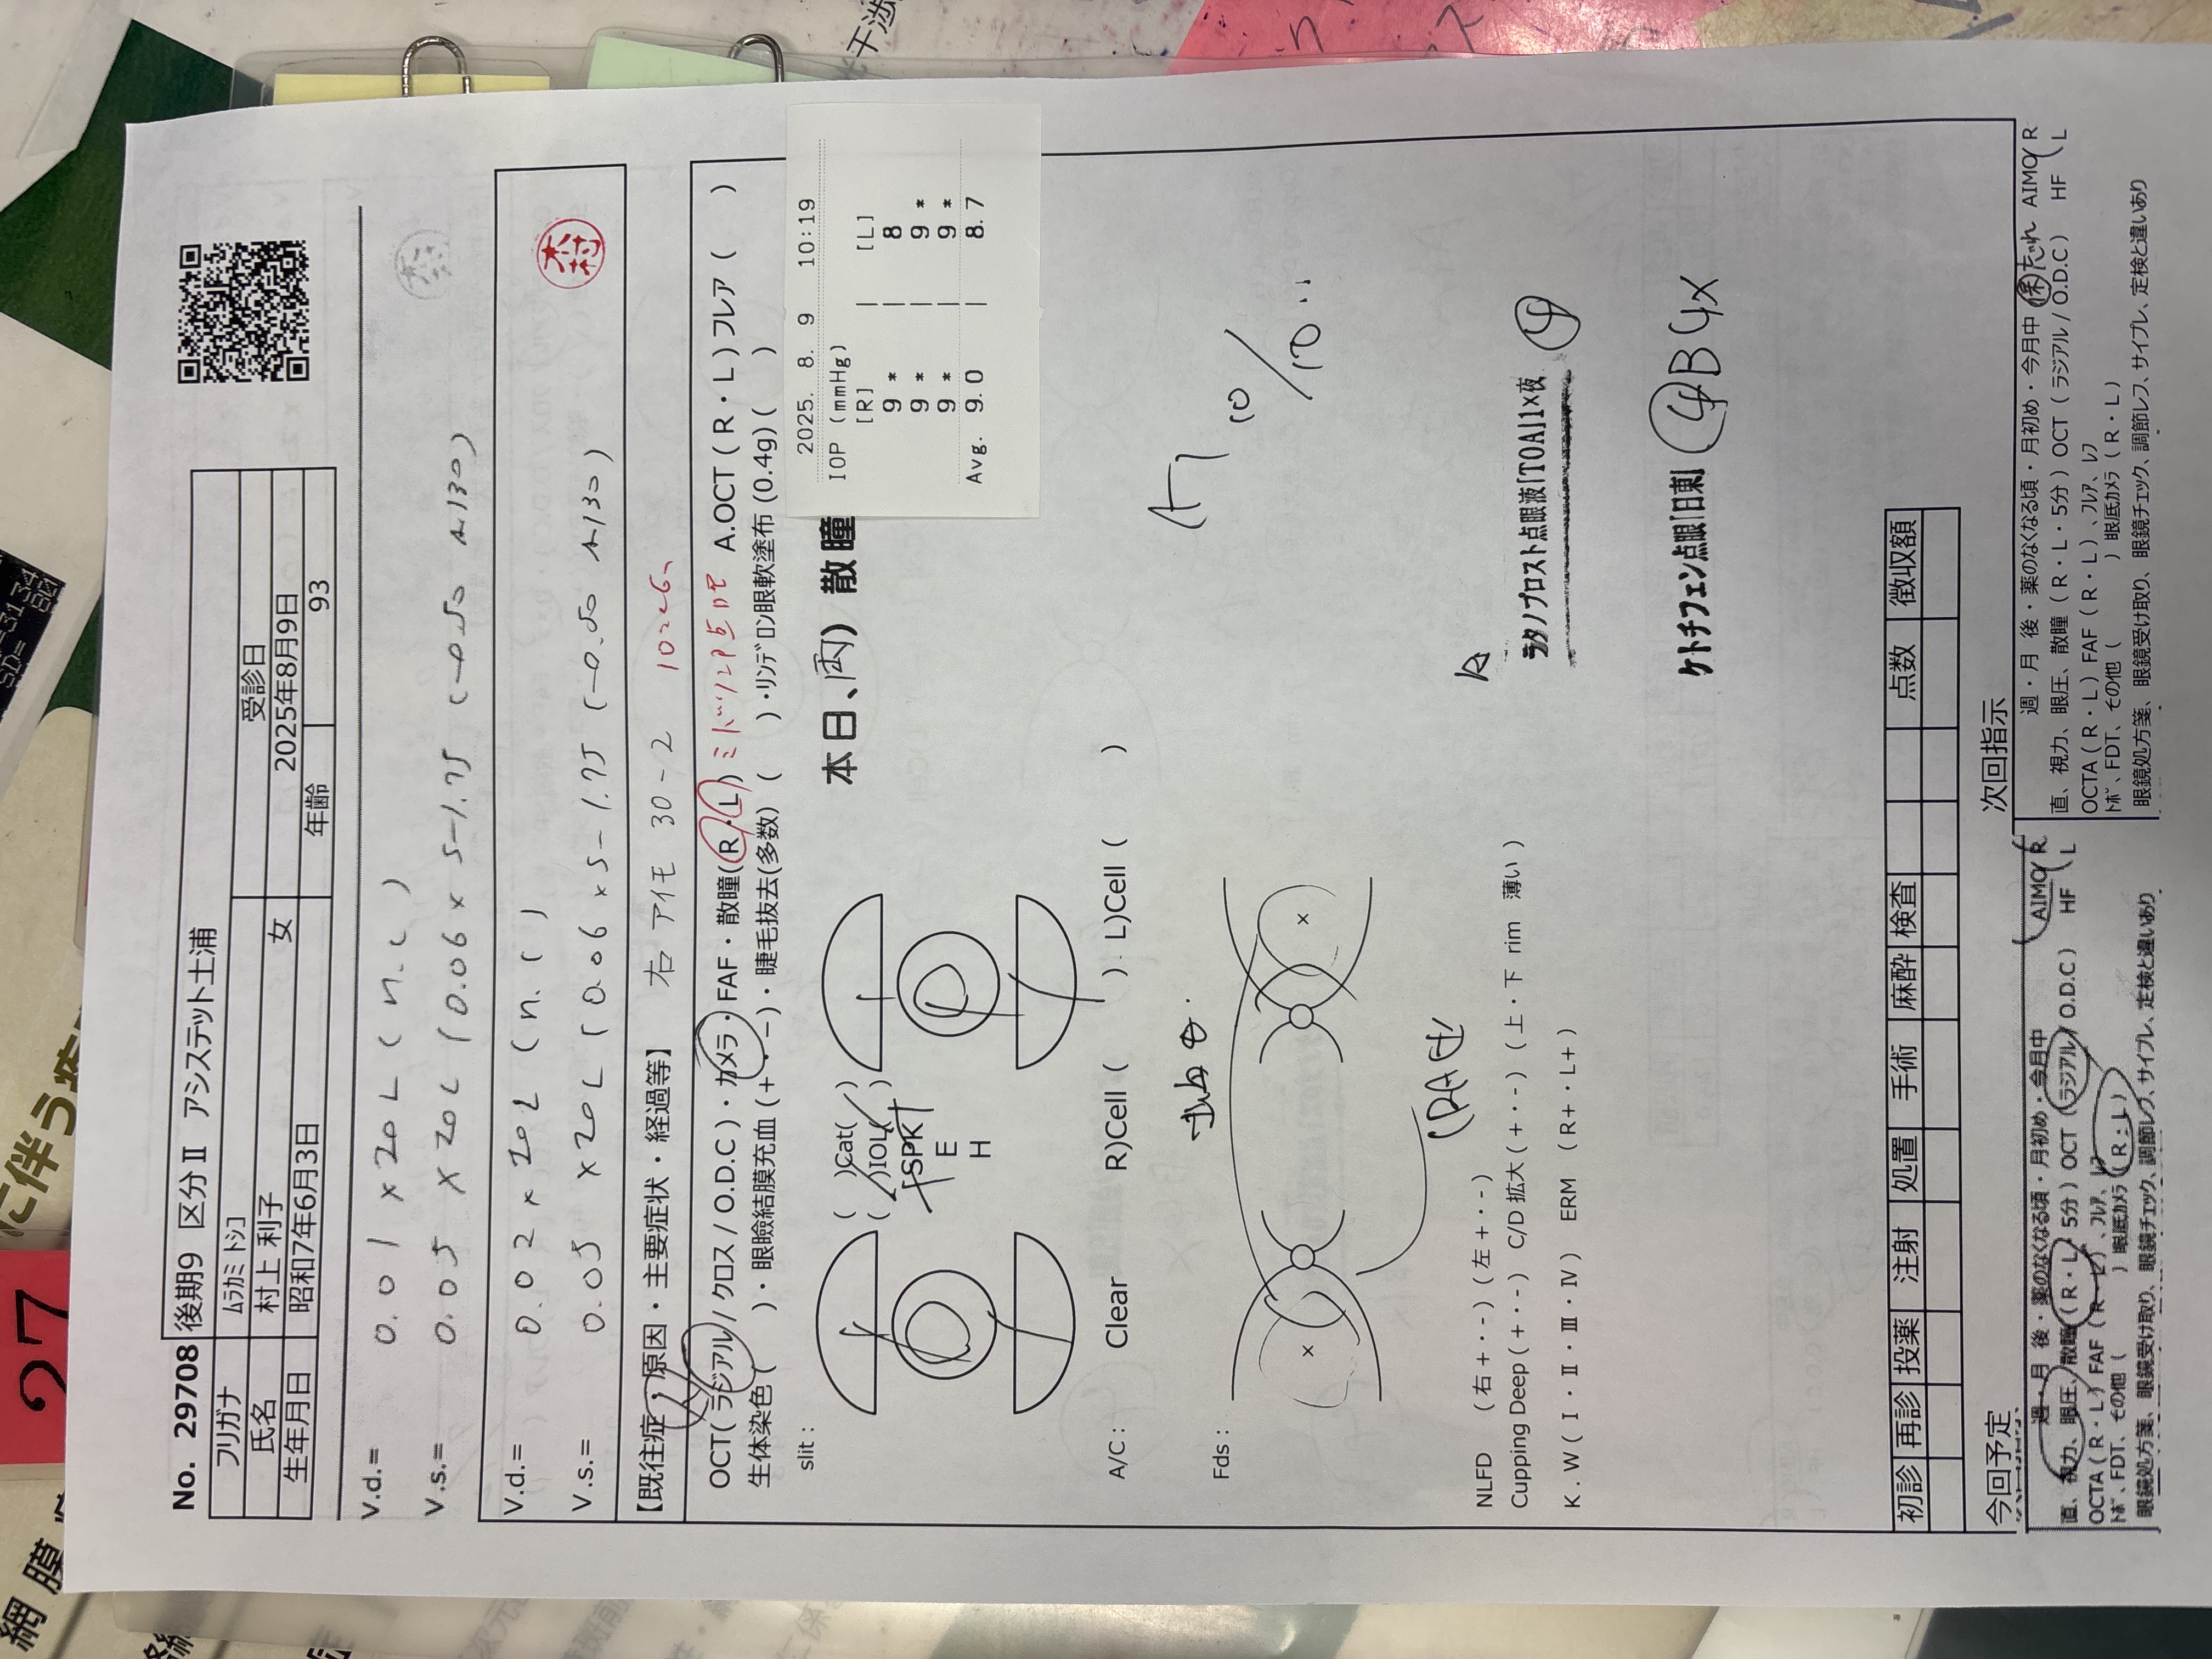 網膜
27
に伴う疾
3134
SD=
80
No. 29708 後期9 区分Ⅱ アシステット土浦
フリガナ ムラカミ トシコ 受診日
氏名 村上 利子 女 2025年8月9日
生年月日 昭和7年6月3日 年齢 93
V.d.= 0.01 × 20L (n.c)
V.s.= 0.05 × 20L (0.06 × S-1.75 (-0.50 A130)
木村
V.d.= 0.02 × 20L (n.c)
V.s.= 0.05 × 20L (0.06 × S-1.75 (-0.50 A130)
木村
【既往症・原因・主要症状・経過等】 右 アイモ 30-2
OCT( ラジアル / クロス / O.D.C )・カメラ・FAF・散瞳(R・L) ミドリンP点眼 A.OCT ( R・L ) フレア ( )
生体染色 ( )・眼瞼結膜充血 (+・−)・睫毛抜去(多数) ( )・リンデロン眼軟塗布 (0.4g) ( )
slit :
( )Cat( )
( )IOL( )
SPK
E
H
本日、両) 散瞳
2025. 8. 9 10:19
IOP (mmHg)
[R] | [L]
9 * | 8
9 * | 9 *
9 * | 9 *
Avg. 9.0 | 8.7
干渉
A/C : Clear R)Cell ( ) L)Cell ( )
Fds :
10/10
NLFD (右 +・-) (左 +・-)
Cupping Deep (+・-) C/D 拡大 (+・-) (上・下 rim 薄い )
K . W ( Ⅰ・Ⅱ・Ⅲ・Ⅳ) ERM (R+・L+ )
ラタノプロスト点眼液「TOA」1×夜 4
ケトチフェン点眼「日東」 4 B 4×
初診 再診 投薬 注射 処置 手術 麻酔 検査 点数 徴収額
今回予定
週・月 後・薬のなくなる頃・月初め・今月中 AIMO R
直、視力、眼圧、散瞳 (R・L・5分) OCT (ラジアル / O.D.C) HF L
OCTA ( R・L ) FAF ( R・L )、フレア、レフ
トポ、FDT、その他 ( ) 眼底カメラ (R・L)
眼鏡処方箋、眼鏡受け取り、眼鏡チェック、調節レフ、サイプレ、定検と違いあり
次回指示
週・月 後・薬のなくなる頃・月初め・今月中 AIMO R
直、視力、眼圧、散瞳 (R・L・5分) OCT (ラジアル / O.D.C) HF L
OCTA ( R・L ) FAF ( R・L )、フレア、レフ
トポ、FDT、その他 ( ) 眼底カメラ (R・L)
眼鏡処方箋、眼鏡受け取り、眼鏡チェック、調節レフ、サイプレ、定検と違いあり